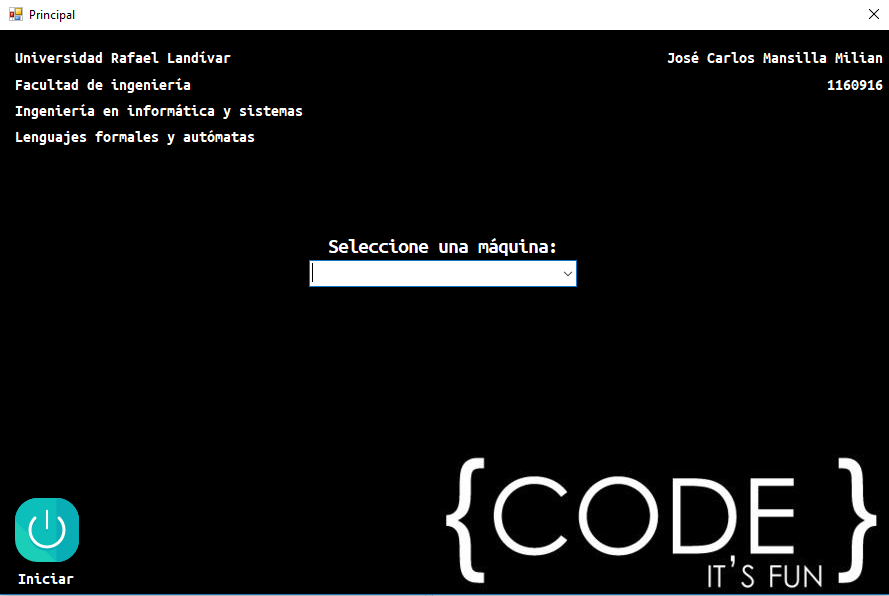 Principal
Universidad Rafael Landívar
José Carlos Mansilla Milian
Facultad de ingeniería
1160916
Ingeniería en informática y sistemas
Lenguajes formales y autómatas
Seleccione una máquina:
{CODE }
IT'S FUN
Iniciar